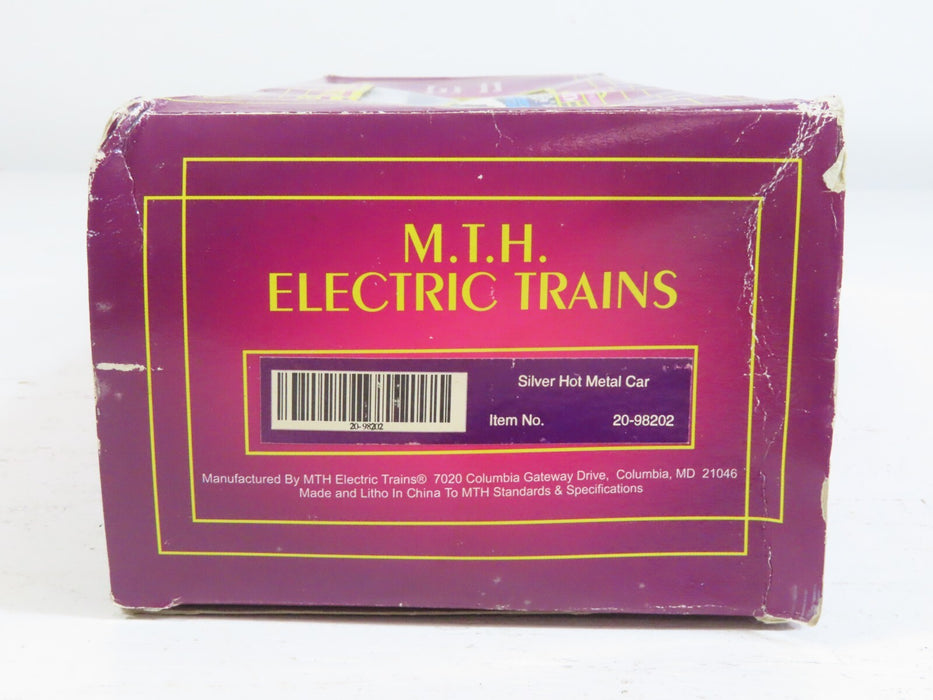 M.T.H.
ELECTRIC TRAINS
Silver Hot Metal Car
20-98202
Item No. 20-98202
Manufactured By MTH Electric Trains® 7020 Columbia Gateway Drive, Columbia, MD 21046
Made and Litho In China To MTH Standards & Specifications